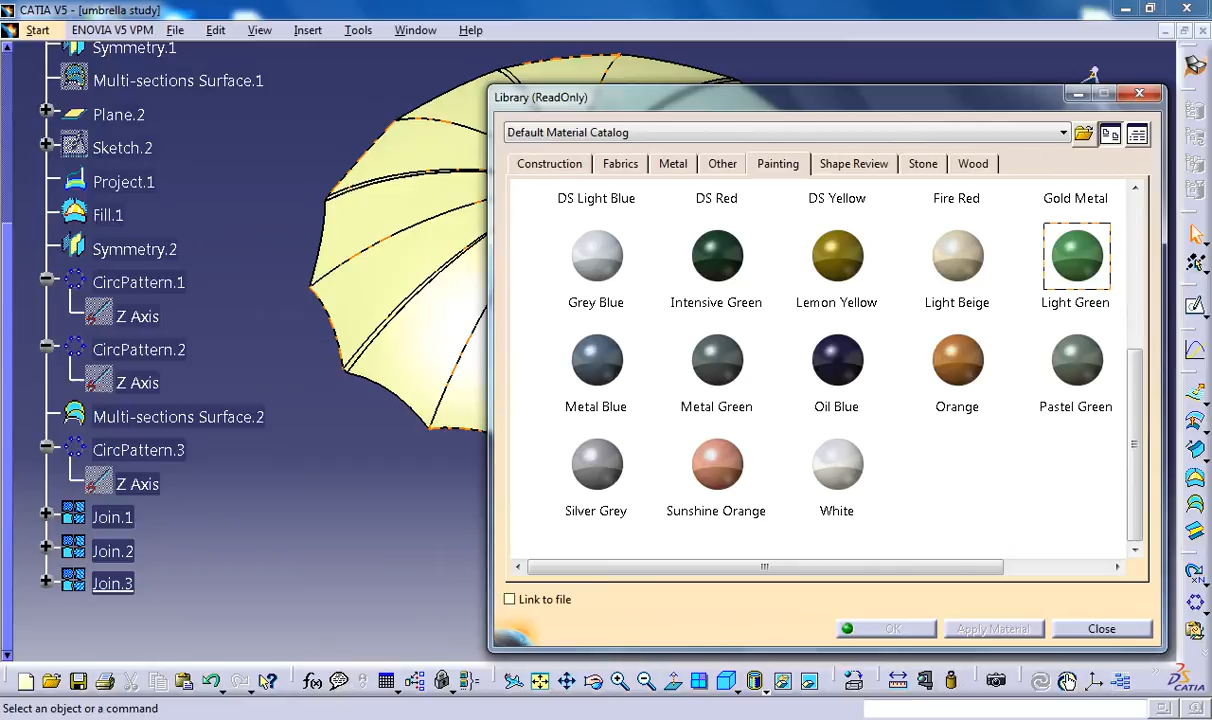 CATIA V5 - [umbrella study]
Start ENOVIA V5 VPM File Edit View Insert Tools Window Help
Symmetry.1
Multi-sections Surface.1
Plane.2
Sketch.2
Project.1
Fill.1
Symmetry.2
CircPattern.1
Z Axis
CircPattern.2
Z Axis
Multi-sections Surface.2
CircPattern.3
Z Axis
Join.1
Join.2
Join.3
Library (ReadOnly)
Default Material Catalog
Construction Fabrics Metal Other Painting Shape Review Stone Wood
DS Light Blue DS Red DS Yellow Fire Red Gold Metal
Grey Blue Intensive Green Lemon Yellow Light Beige Light Green
Metal Blue Metal Green Oil Blue Orange Pastel Green
Silver Grey Sunshine Orange White
Link to file
OK Apply Material Close
f(x)
DS CATIA
Select an object or a command